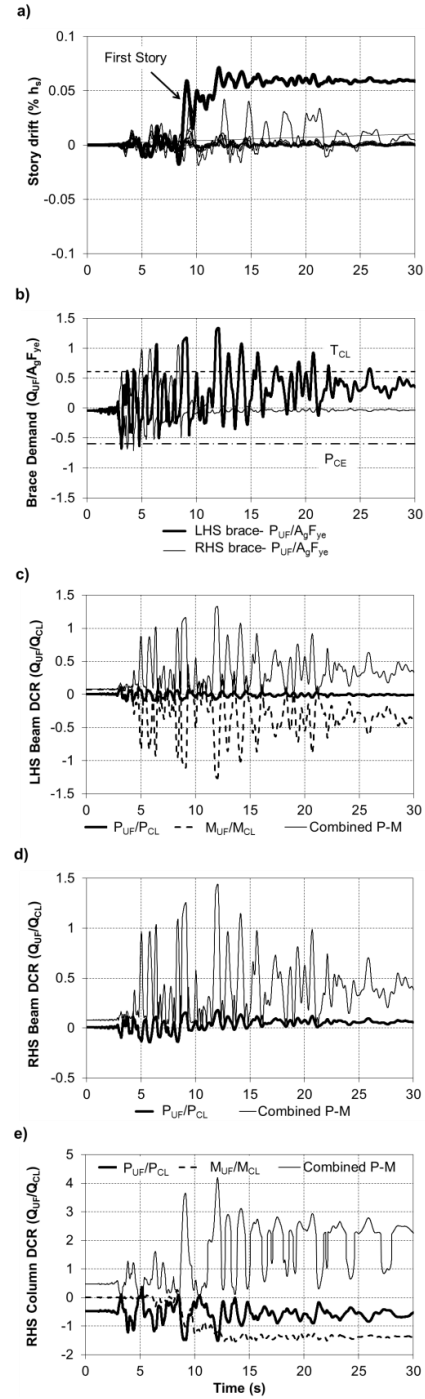 a)
0.1
0.05
0
-0.05
-0.1
Story drift (% hs)
First Story
0 5 10 15 20 25 30
b)
1.5
1
0.5
0
-0.5
-1
-1.5
Brace Demand (QUF/AgFye)
TCL
PCE
0 5 10 15 20 25 30
LHS brace- PUF/AgFye
RHS brace- PUF/AgFye
c)
1.5
1
0.5
0
-0.5
-1
-1.5
LHS Beam DCR (QUF/QCL)
0 5 10 15 20 25 30
PUF/PCL MUF/MCL Combined P-M
d)
1.5
1
0.5
0
-0.5
RHS Beam DCR (QUF/QCL)
0 5 10 15 20 25 30
PUF/PCL Combined P-M
e)
5
4
3
2
1
0
-1
-2
RHS Column DCR (QUF/QCL)
PUF/PCL MUF/MCL Combined P-M
0 5 10 15 20 25 30
Time (s)